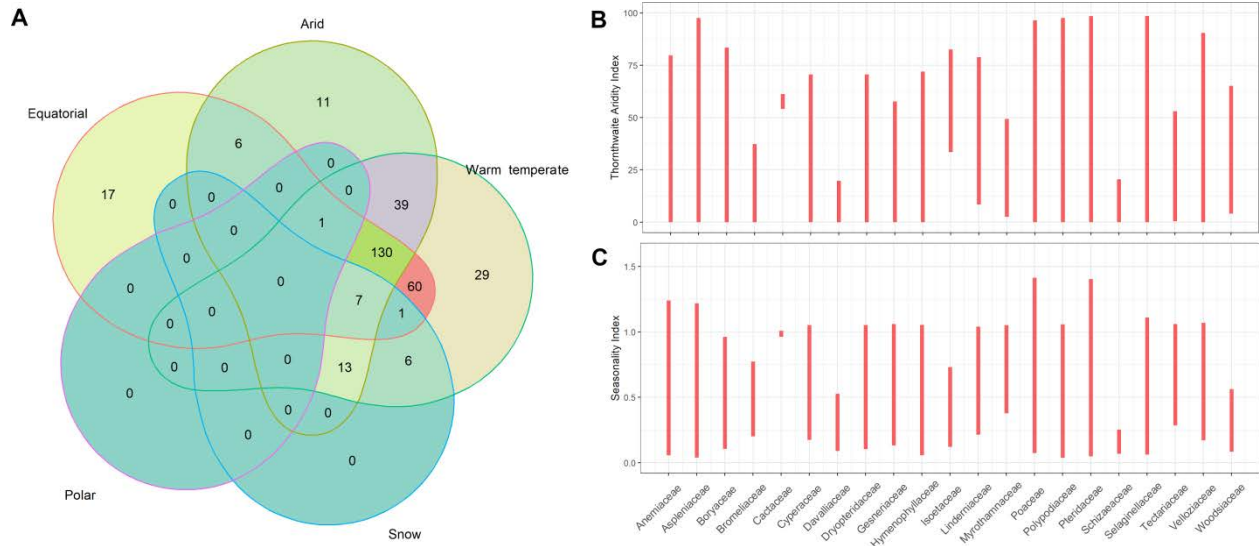 A
Arid
Equatorial
Warm temperate
Polar
Snow
11
6
17
0
0
39
0
0
0
0
1
130
29
60
0
0
0
7
1
0
0
0
0
13
6
0
0
0
0
0
0
0
B
Thornthwaite Aridity Index
100
75
50
25
0
C
Seasonality Index
1.5
1.0
0.5
0.0
Anemiaceae
Aspleniaceae
Boryaceae
Bromeliaceae
Cactaceae
Cyperaceae
Davalliaceae
Dryopteridaceae
Gesneriaceae
Hymenophyllaceae
Isoetaceae
Linderniaceae
Myrothamnaceae
Poaceae
Polypodiaceae
Pteridaceae
Schizaeaceae
Selaginellaceae
Tectariaceae
Velloziaceae
Woodsiaceae